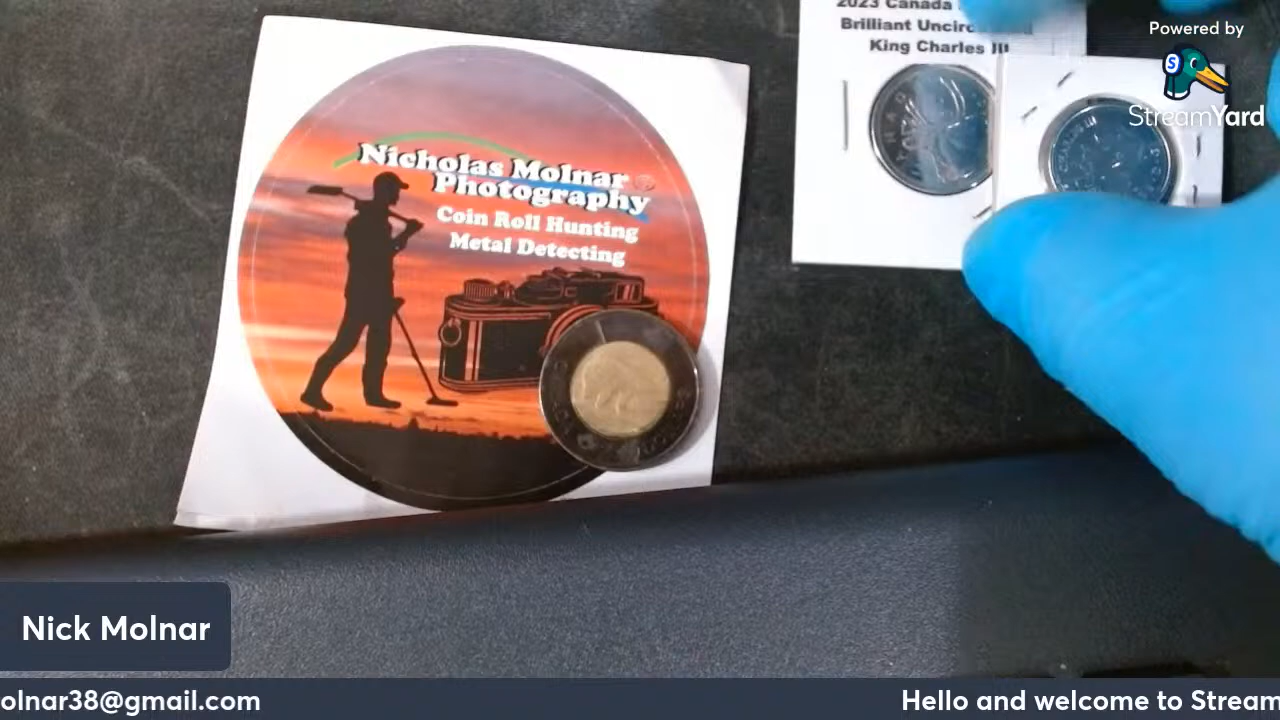 2023 Canada
Brilliant
King Charles III
Powered by
StreamYard
Nicholas Molnar
Photography
Coin Roll Hunting
Metal Detecting
Nick Molnar
olnar38@gmail.com
Hello and welcome to Stream